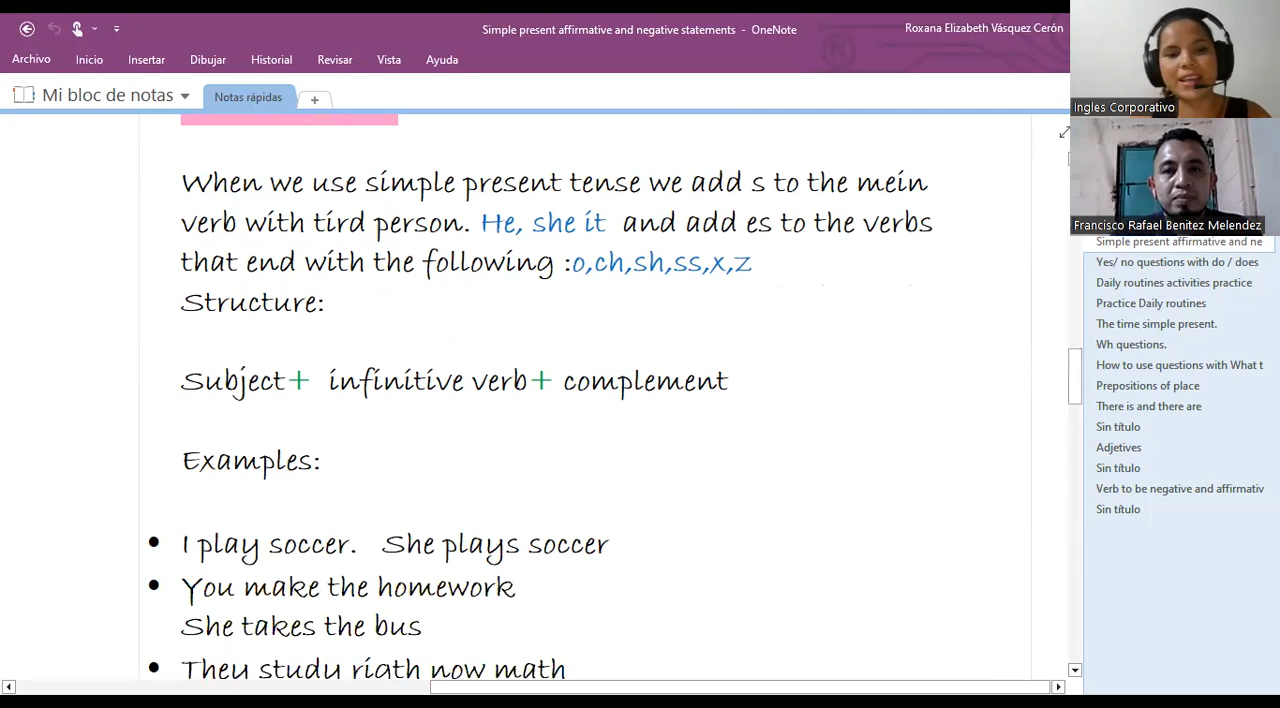 Simple present affirmative and negative statements - OneNote
Roxana Elizabeth Vásquez Cerón
Archivo Inicio Insertar Dibujar Historial Revisar Vista Ayuda
Mi bloc de notas
Notas rápidas
When we use simple present tense we add s to the mein
verb with tird person. He, she it and add es to the verbs
that end with the following :o,ch,sh,ss,x,z
Structure:
Subject+ infinitive verb+ complement
Examples:
I play soccer. She plays soccer
You make the homework
She takes the bus
They study rigth now math
Ingles Corporativo
Francisco Rafael Benitez Melendez
Simple present affirmative and ne
Yes/ no questions with do / does
Daily routines activities practice
Practice Daily routines
The time simple present.
Wh questions.
How to use questions with What t
Prepositions of place
There is and there are
Sin título
Adjetives
Sin título
Verb to be negative and affirmativ
Sin título